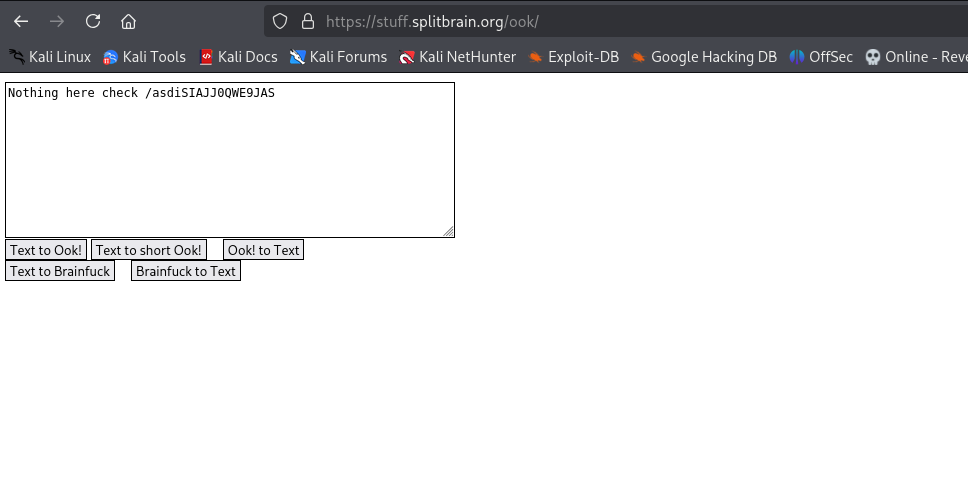 https://stuff.splitbrain.org/ook/
Kali Linux Kali Tools Kali Docs Kali Forums Kali NetHunter Exploit-DB Google Hacking DB OffSec Online - Reve
Nothing here check /asdiSIAJJ0QWE9JAS
Text to Ook! Text to short Ook! Ook! to Text
Text to Brainfuck Brainfuck to Text